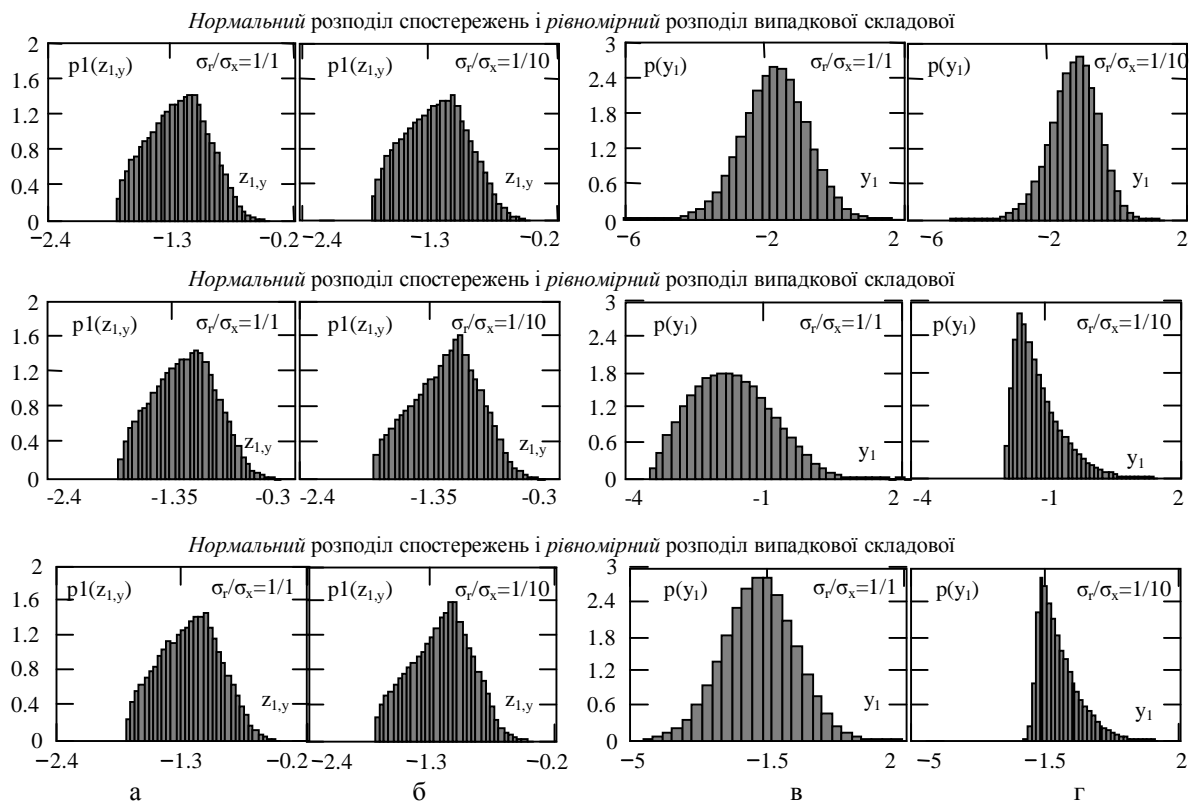 Нормальний розподіл спостережень і рівномірний розподіл випадкової складової
2 1.6 1.2 0.8 0.4 0
p1(z1,y) σr/σx=1/1 z1,y
−2.4 −1.3 −0.2
p1(z1,y) σr/σx=1/10 z1,y
−2.4 −1.3 −0.2
3 2.4 1.8 1.2 0.6 0
p(y1) σr/σx=1/1 y1
−6 −2 2
p(y1) σr/σx=1/10 y1
−6 −2 2
Нормальний розподіл спостережень і рівномірний розподіл випадкової складової
2 1.6 1.2 0.8 0.4 0
p1(z1,y) σr/σx=1/1 z1,y
-2.4 -1.35 -0.3
p1(z1,y) σr/σx=1/10 z1,y
-2.4 -1.35 -0.3
3 2.4 1.8 1.2 0.6 0
p(y1) σr/σx=1/1 y1
-4 -1 2
p(y1) σr/σx=1/10 y1
-4 -1 2
Нормальний розподіл спостережень і рівномірний розподіл випадкової складової
2 1.6 1.2 0.8 0.4 0
p1(z1,y) σr/σx=1/1 z1,y
−2.4 −1.3 −0.2
p1(z1,y) σr/σx=1/10 z1,y
−2.4 −1.3 −0.2
3 2.4 1.8 1.2 0.6 0
p(y1) σr/σx=1/1 y1
−5 −1.5 2
p(y1) σr/σx=1/10 y1
−5 −1.5 2
а б в г